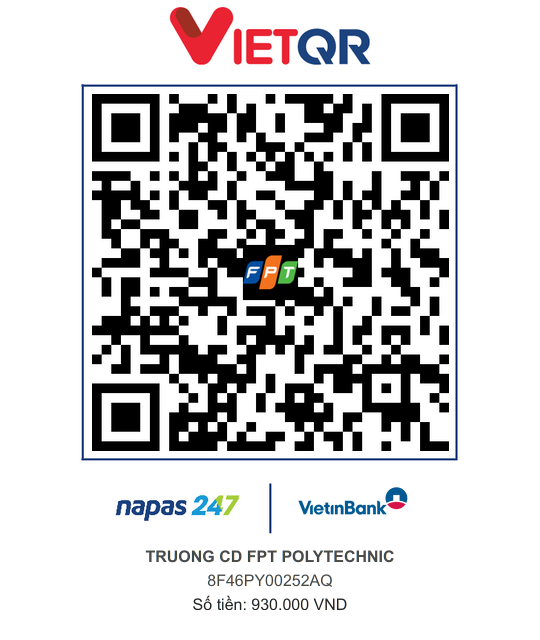 VIETQR
FPT
napas 247
VietinBank
TRUONG CD FPT POLYTECHNIC
8F46PY00252AQ
Số tiền: 930.000 VND